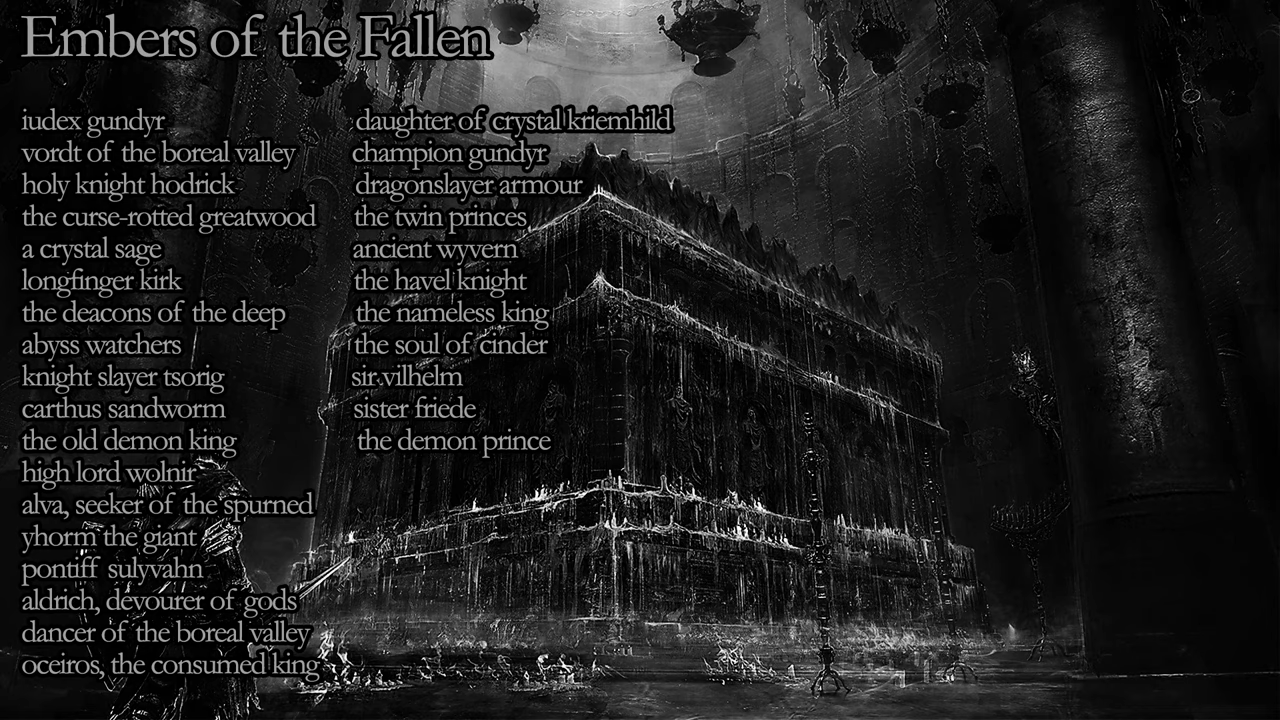 Embers of the Fallen
iudex gundyr
vordt of the boreal valley
holy knight hodrick
the curse-rotted greatwood
a crystal sage
longfinger kirk
the deacons of the deep
abyss watchers
knight slayer tsorig
carthus sandworm
the old demon king
high lord wolnir
alva, seeker of the spurned
yhorm the giant
pontiff sulyvahn
aldrich, devourer of gods
dancer of the boreal valley
oceiros, the consumed king
daughter of crystal kriemhild
champion gundyr
dragonslayer armour
the twin princes
ancient wyvern
the havel knight
the nameless king
the soul of cinder
sir.vilhelm
sister friede
the demon prince